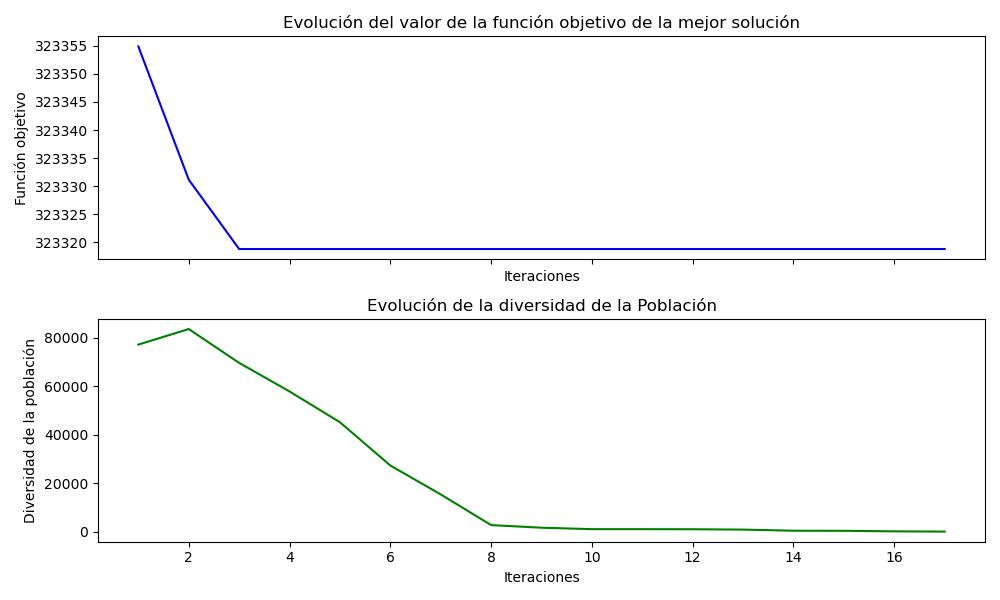 Evolución del valor de la función objetivo de la mejor solución
323355
323350
323345
323340
323335
323330
323325
323320
Función objetivo
Iteraciones
Evolución de la diversidad de la Población
80000
60000
40000
20000
0
Diversidad de la población
2 4 6 8 10 12 14 16
Iteraciones